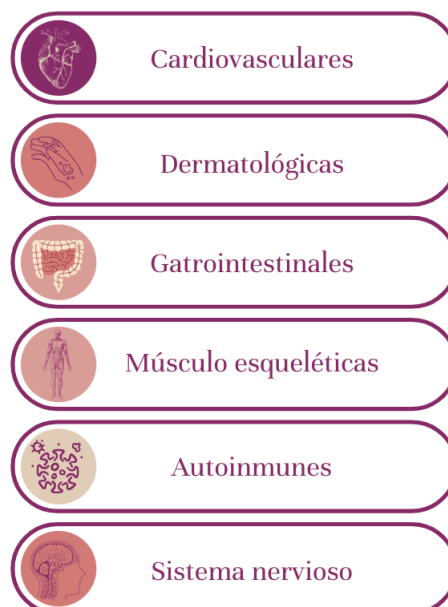 Cardiovasculares
Dermatológicas
Gatrointestinales
Músculo esqueléticas
Autoinmunes
Sistema nervioso